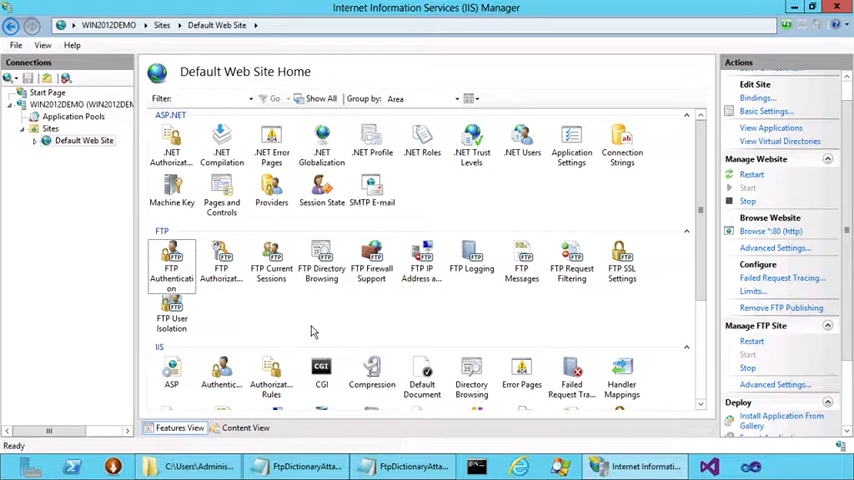 Internet Information Services (IIS) Manager
WIN2012DEMO
Sites
Default Web Site
File View Help
Connections
Start Page
WIN2012DEMO (WIN2012DEM
Application Pools
Sites
Default Web Site
Default Web Site Home
Filter:
Go
Show All
Group by:
Area
ASP.NET
.NET Authorizat...
.NET Compilation
.NET Error Pages
.NET Globalization
.NET Profile
.NET Roles
.NET Trust Levels
.NET Users
Application Settings
Connection Strings
Machine Key
Pages and Controls
Providers
Session State
SMTP E-mail
FTP
FTP Authenticati on
FTP Authorizat...
FTP Current Sessions
FTP Directory Browsing
FTP Firewall Support
FTP IP Address a...
FTP Logging
FTP Messages
FTP Request Filtering
FTP SSL Settings
FTP User Isolation
IIS
ASP
Authentic...
Authorizat... Rules
CGI
Compression
Default Document
Directory Browsing
Error Pages
Failed Request Tra...
Handler Mappings
Features View
Content View
Actions
Edit Site
Bindings...
Basic Settings...
View Applications
View Virtual Directories
Manage Website
Restart
Start
Stop
Browse Website
Browse *:80 (http)
Advanced Settings...
Configure
Failed Request Tracing...
Limits...
Remove FTP Publishing
Manage FTP Site
Restart
Start
Stop
Advanced Settings...
Deploy
Install Application From
Gallery
Ready
C:\Users\Adminis...
FtpDictionaryAtta...
FtpDictionaryAtta...
Internet Informati...